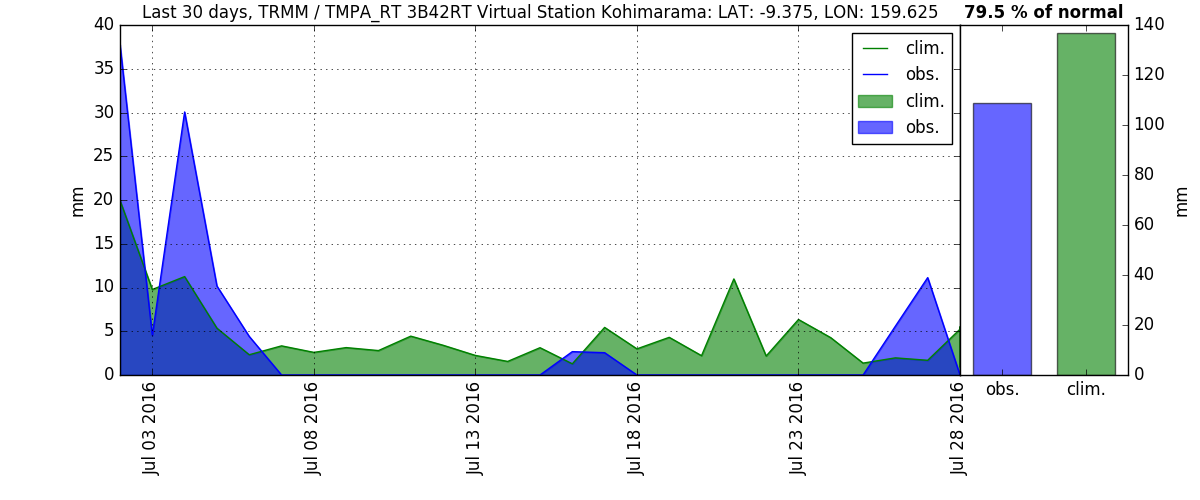 Last 30 days, TRMM / TMPA_RT 3B42RT Virtual Station Kohimarama: LAT: -9.375, LON: 159.625
79.5 % of normal
mm
40
35
30
25
20
15
10
5
0
clim.
obs.
clim.
obs.
Jul 03 2016
Jul 08 2016
Jul 13 2016
Jul 18 2016
Jul 23 2016
Jul 28 2016
obs.
clim.
140
120
100
80
60
40
20
0
mm